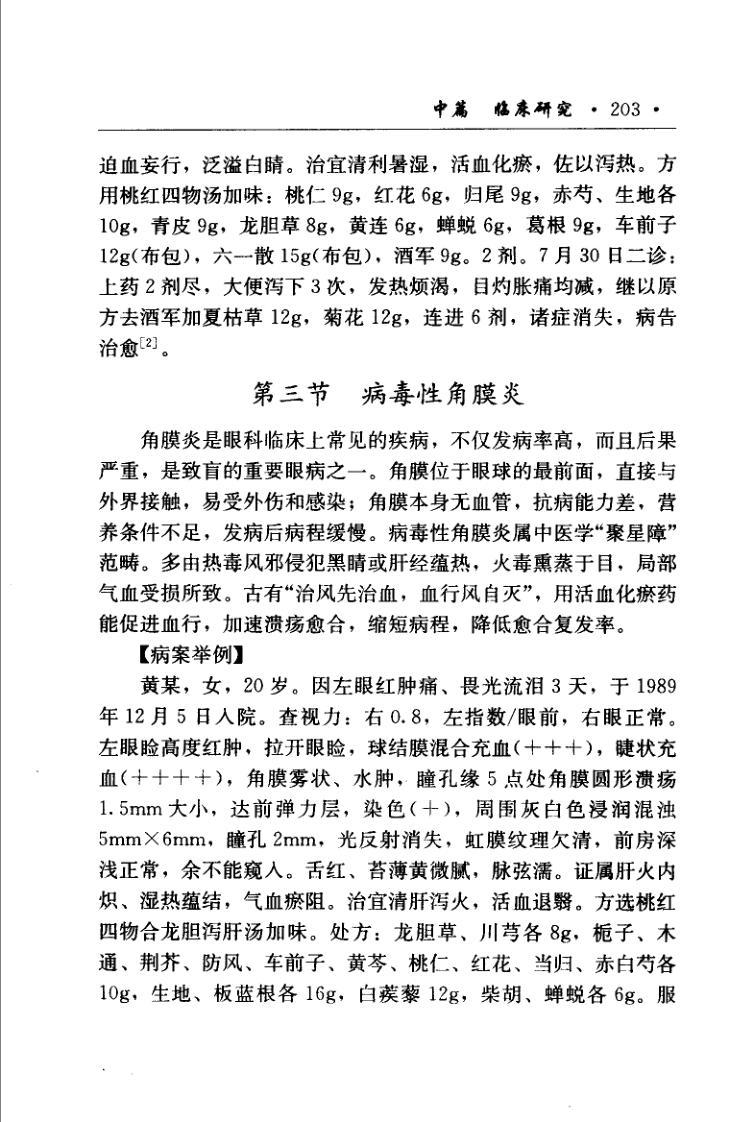 中篇 临床研究 · 203 ·
迫血妄行，泛溢白睛。治宜清利暑湿，活血化瘀，佐以泻热。方
用桃红四物汤加味：桃仁 9g，红花 6g，归尾 9g，赤芍、生地各
10g，青皮 9g，龙胆草 8g，黄连 6g，蝉蜕 6g，葛根 9g，车前子
12g(布包)，六一散 15g(布包)，酒军 9g。2 剂。7 月 30 日二诊：
上药 2 剂尽，大便泻下 3 次，发热烦渴，目灼胀痛均减，继以原
方去酒军加夏枯草 12g，菊花 12g，连进 6 剂，诸症消失，病告
治愈[2]。
第三节 病毒性角膜炎
角膜炎是眼科临床上常见的疾病，不仅发病率高，而且后果
严重，是致盲的重要眼病之一。角膜位于眼球的最前面，直接与
外界接触，易受外伤和感染；角膜本身无血管，抗病能力差，营
养条件不足，发病后病程缓慢。病毒性角膜炎属中医学“聚星障”
范畴。多由热毒风邪侵犯黑睛或肝经蕴热，火毒熏蒸于目，局部
气血受损所致。古有“治风先治血，血行风自灭”，用活血化瘀药
能促进血行，加速溃疡愈合，缩短病程，降低愈合复发率。
【病案举例】
黄某，女，20 岁。因左眼红肿痛、畏光流泪 3 天，于 1989
年 12 月 5 日入院。查视力：右 0.8，左指数/眼前，右眼正常。
左眼睑高度红肿，拉开眼睑，球结膜混合充血(+++)，睫状充
血(++++)，角膜雾状、水肿，瞳孔缘 5 点处角膜圆形溃疡
1.5mm 大小，达前弹力层，染色(+)，周围灰白色浸润混浊
5mm×6mm，瞳孔 2mm，光反射消失，虹膜纹理欠清，前房深
浅正常，余不能窥入。舌红、苔薄黄微腻，脉弦濡。证属肝火内
炽、湿热蕴结，气血瘀阻。治宜清肝泻火，活血退翳。方选桃红
四物合龙胆泻肝汤加味。处方：龙胆草、川芎各 8g，栀子、木
通、荆芥、防风、车前子、黄芩、桃仁、红花、当归、赤白芍各
10g，生地、板蓝根各 16g，白蒺藜 12g，柴胡、蝉蜕各 6g。服